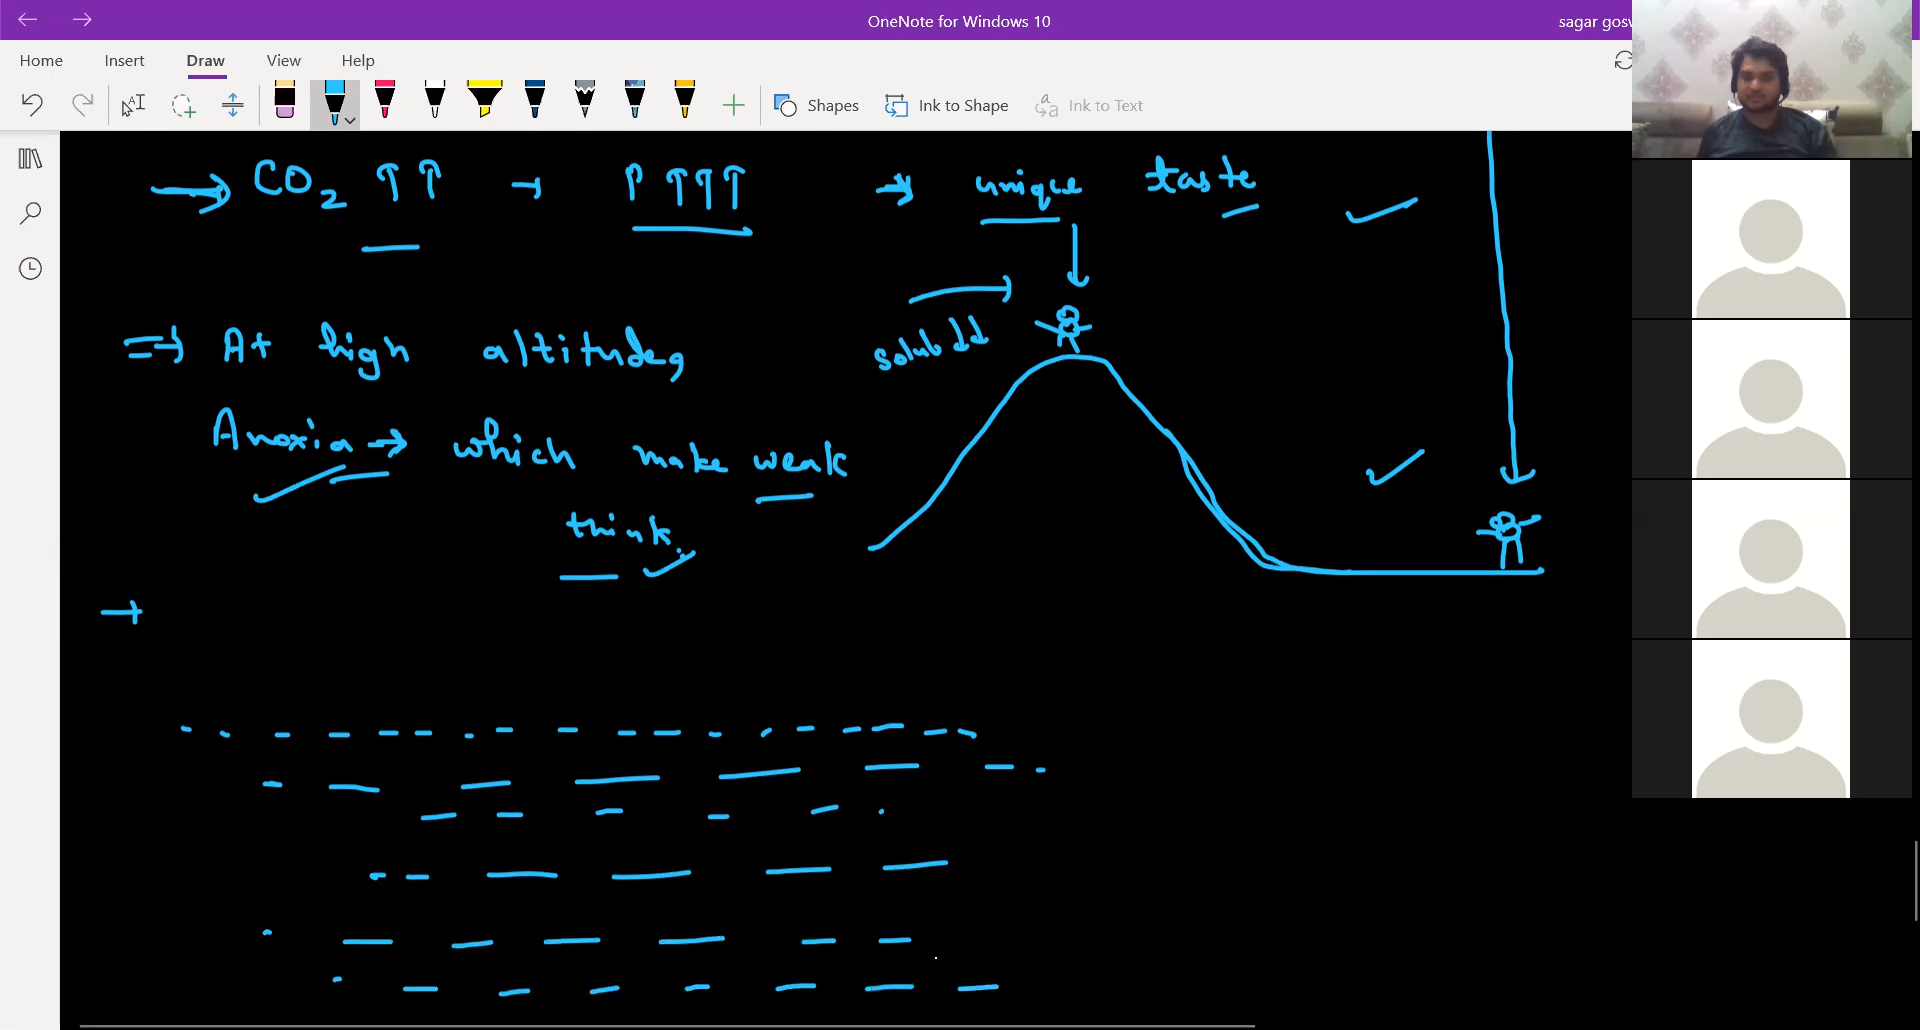 OneNote for Windows 10
sagar gosw
Home Insert Draw View Help
Shapes Ink to Shape Ink to Text
→ CO2 ↑↑ → ↑↑↑↑ → unique taste
solub ↓↓
⇒ At high altitude,
Anoxia → which make weak
think.
→